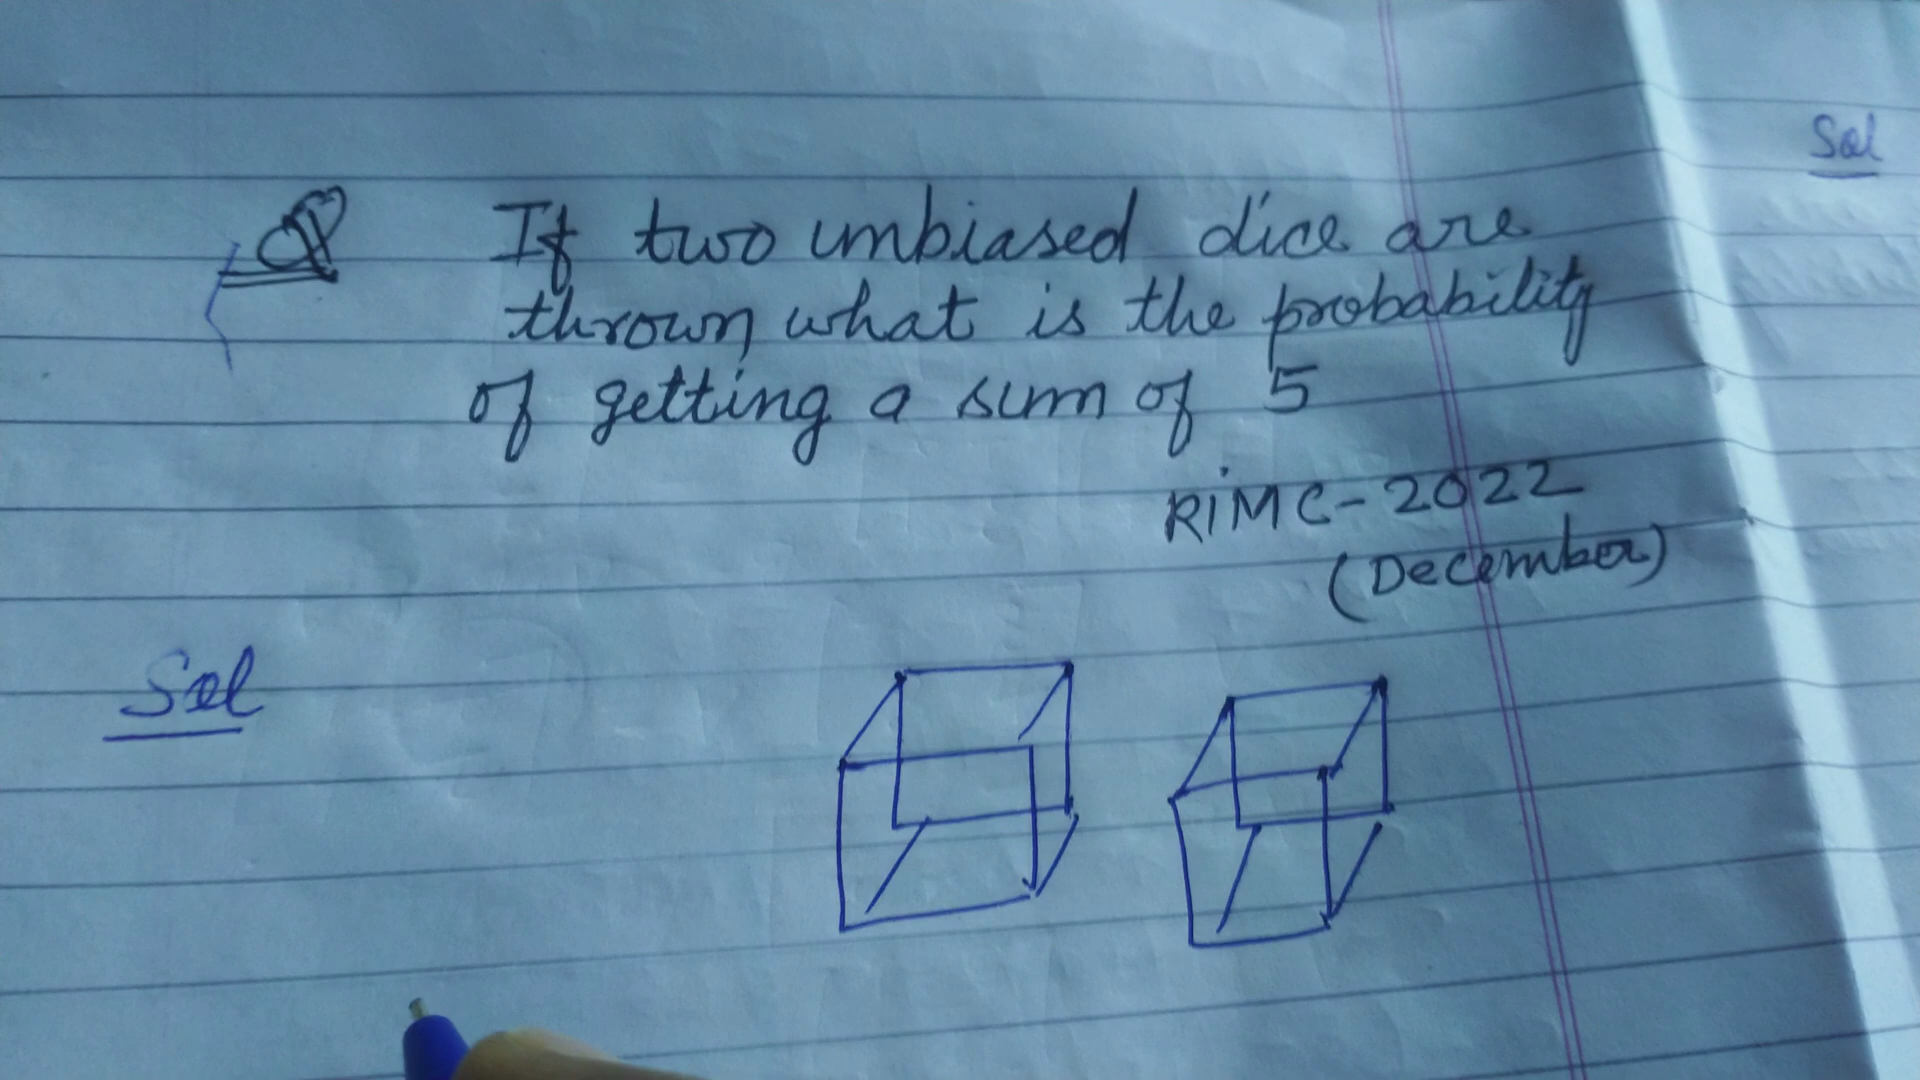 Q If two unbiased dice are
thrown, what is the probability
of getting a sum of 5
RIMC-2022
(December)
Sol
Sol